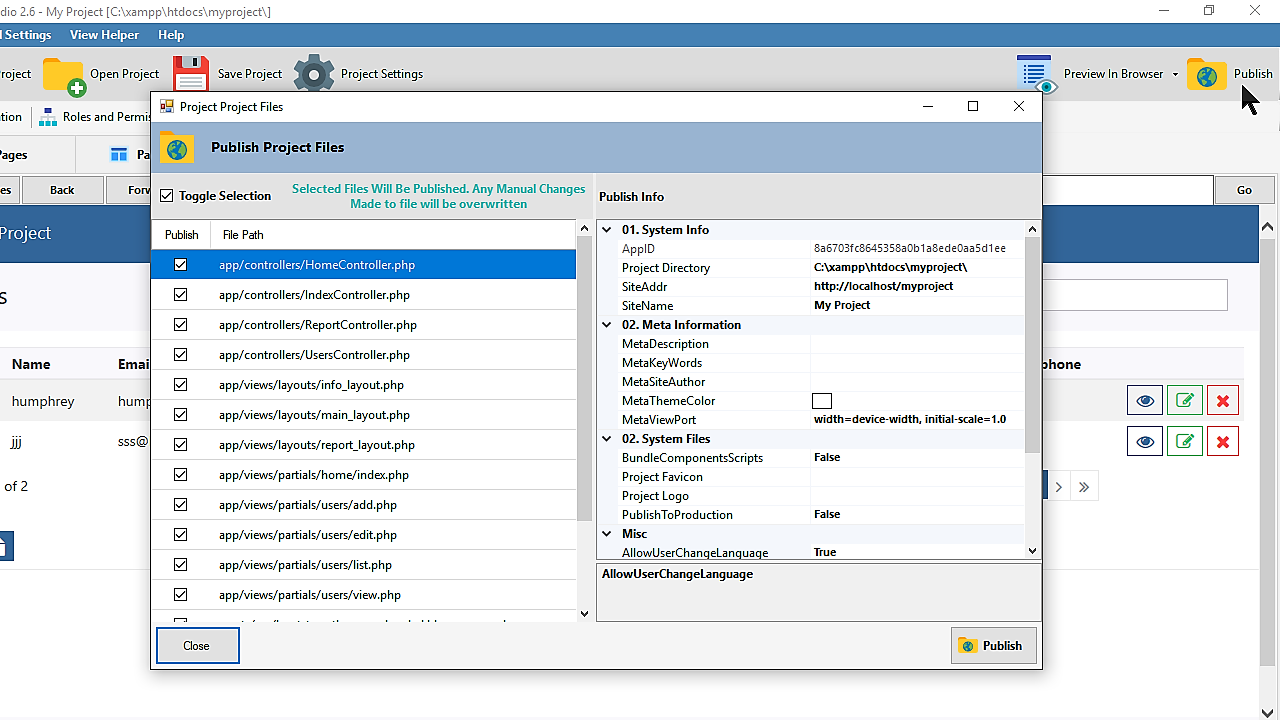 dio 2.6 - My Project [C:\xampp\htdocs\myproject\]
l Settings View Helper Help
roject Open Project Save Project Project Settings Preview In Browser Publish
tion Roles and Permis
Project Project Files
Publish Project Files
ages Pa
es Back Forv Go
Toggle Selection
Selected Files Will Be Published. Any Manual Changes
Made to file will be overwritten
Publish Info
Project
Publish File Path
app/controllers/HomeController.php
app/controllers/IndexController.php
app/controllers/ReportController.php
app/controllers/UsersController.php
app/views/layouts/info_layout.php
app/views/layouts/main_layout.php
app/views/layouts/report_layout.php
app/views/partials/home/index.php
app/views/partials/users/add.php
app/views/partials/users/edit.php
app/views/partials/users/list.php
app/views/partials/users/view.php
01. System Info
AppID 8a6703fc8645358a0b1a8ede0aa5d1ee
Project Directory C:\xampp\htdocs\myproject\
SiteAddr http://localhost/myproject
SiteName My Project
02. Meta Information
MetaDescription
MetaKeyWords
MetaSiteAuthor
MetaThemeColor
MetaViewPort width=device-width, initial-scale=1.0
02. System Files
BundleComponentsScripts False
Project Favicon
Project Logo
PublishToProduction False
Misc
AllowUserChangeLanguage True
AllowUserChangeLanguage
s
Name Emai phone
humphrey hump
jjj sss@
of 2
Close Publish